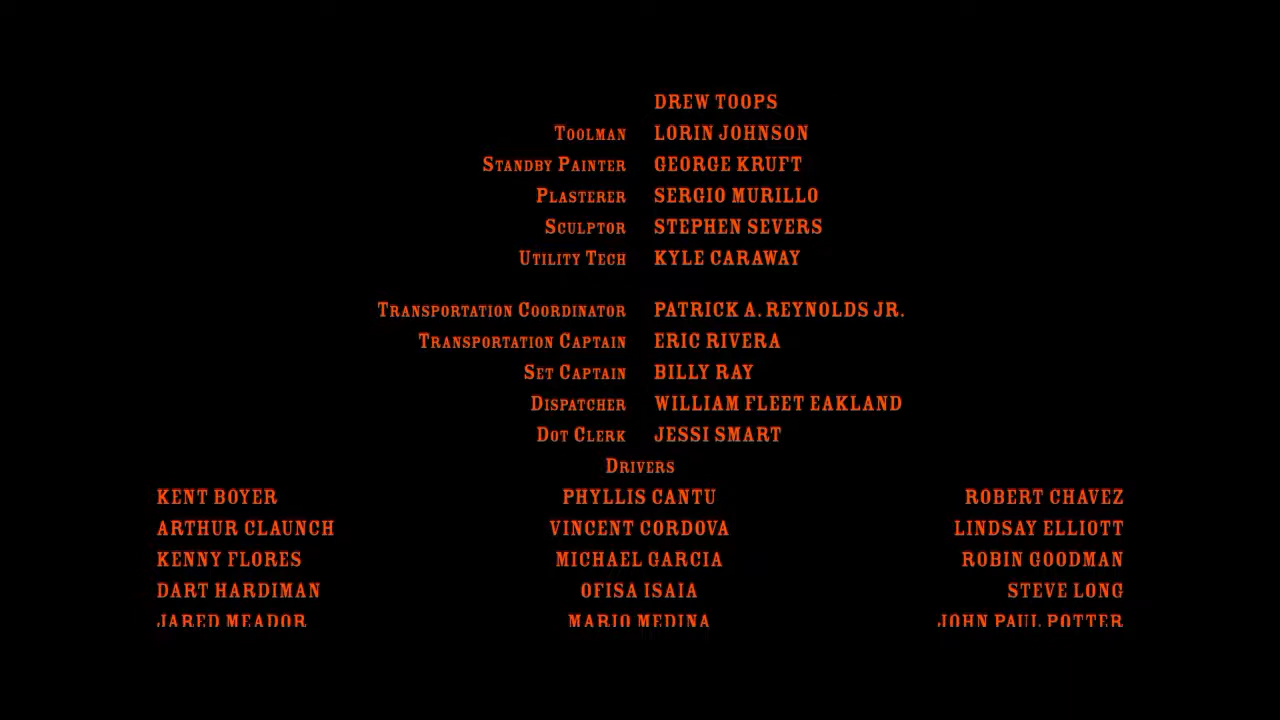 DREW TOOPS
TOOLMAN LORIN JOHNSON
STANDBY PAINTER GEORGE KRUFT
PLASTERER SERGIO MURILLO
SCULPTOR STEPHEN SEVERS
UTILITY TECH KYLE CARAWAY
TRANSPORTATION COORDINATOR PATRICK A. REYNOLDS JR.
TRANSPORTATION CAPTAIN ERIC RIVERA
SET CAPTAIN BILLY RAY
DISPATCHER WILLIAM FLEET EAKLAND
DOT CLERK JESSI SMART
DRIVERS
KENT BOYER PHYLLIS CANTU ROBERT CHAVEZ
ARTHUR CLAUNCH VINCENT CORDOVA LINDSAY ELLIOTT
KENNY FLORES MICHAEL GARCIA ROBIN GOODMAN
DART HARDIMAN OFISA ISAIA STEVE LONG
JARED MEADOR MARIO MEDINA JOHN PAUL POTTER